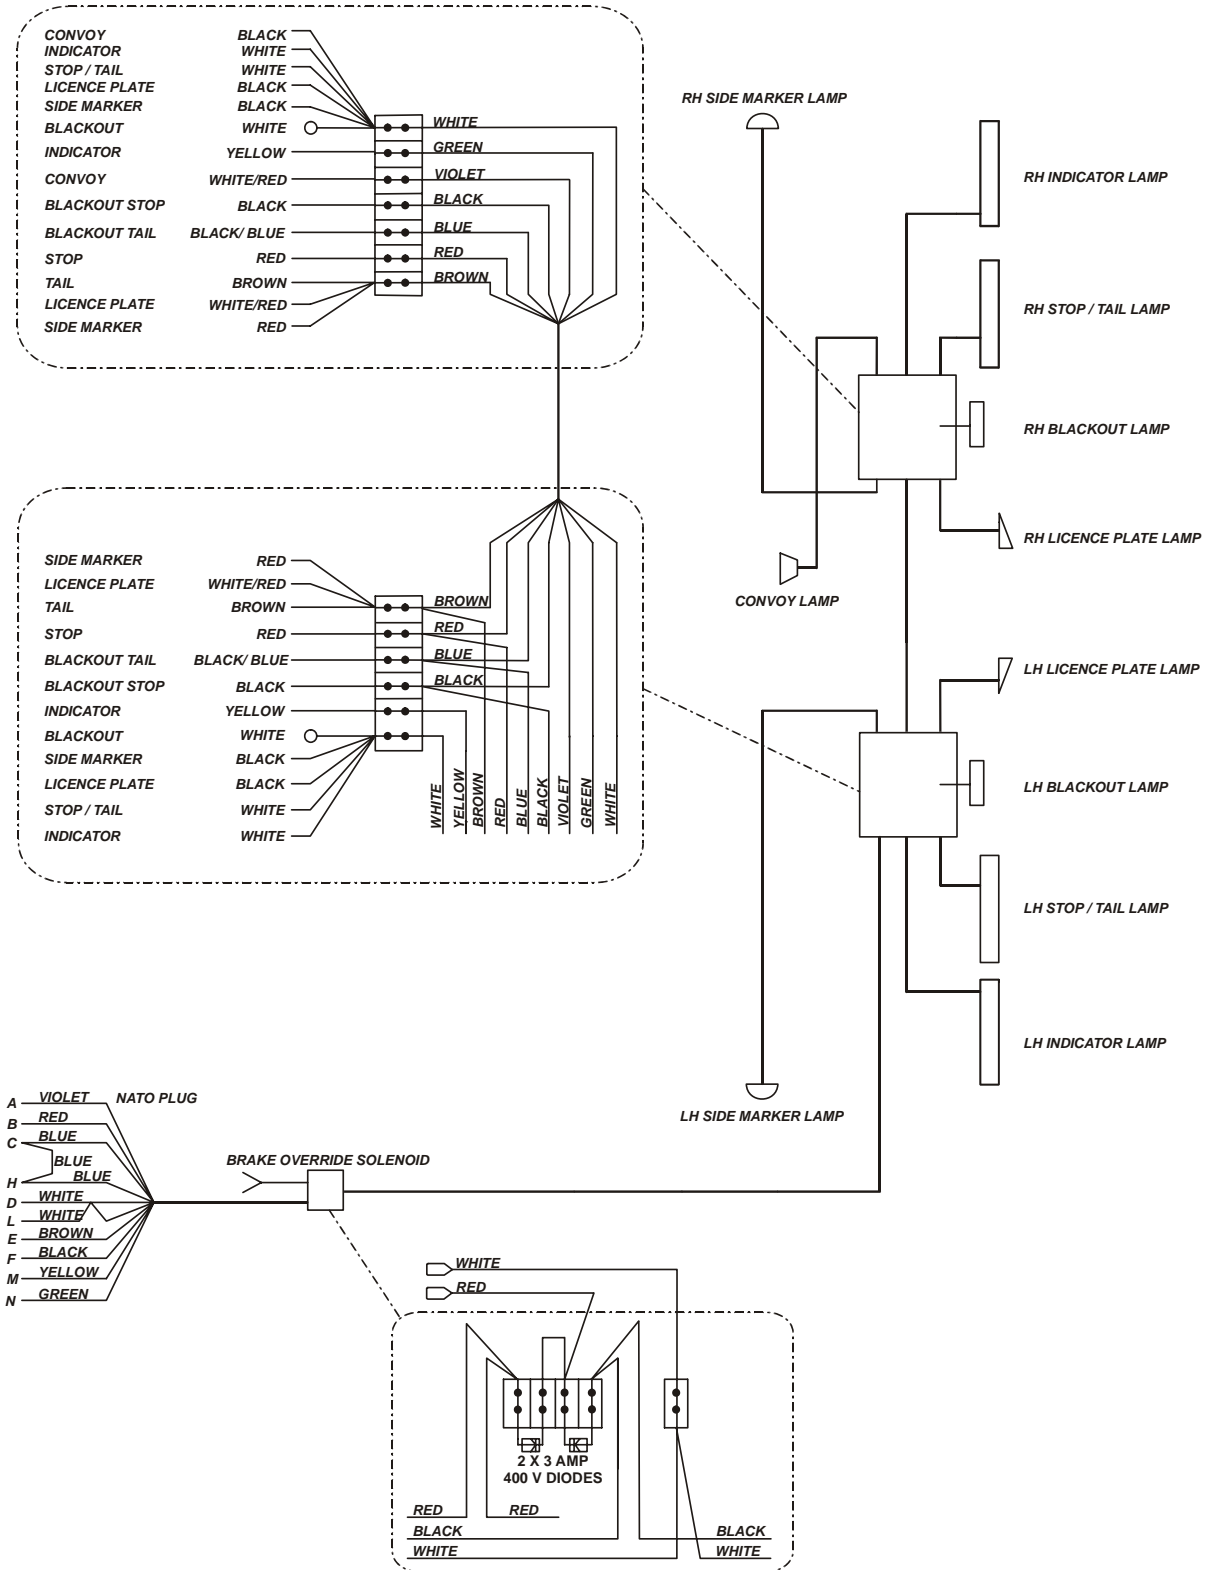 CONVOY BLACK
INDICATOR WHITE
STOP / TAIL WHITE
LICENCE PLATE BLACK
SIDE MARKER BLACK
BLACKOUT WHITE WHITE
INDICATOR YELLOW GREEN
CONVOY WHITE/RED VIOLET
BLACKOUT STOP BLACK BLACK
BLACKOUT TAIL BLACK/ BLUE BLUE
STOP RED RED
TAIL BROWN BROWN
LICENCE PLATE WHITE/RED
SIDE MARKER RED
RH SIDE MARKER LAMP
RH INDICATOR LAMP
RH STOP / TAIL LAMP
RH BLACKOUT LAMP
RH LICENCE PLATE LAMP
CONVOY LAMP
SIDE MARKER RED
LICENCE PLATE WHITE/RED
TAIL BROWN BROWN
STOP RED RED
BLACKOUT TAIL BLACK/ BLUE BLUE
BLACKOUT STOP BLACK BLACK
INDICATOR YELLOW
BLACKOUT WHITE
SIDE MARKER BLACK
LICENCE PLATE BLACK
STOP / TAIL WHITE
INDICATOR WHITE
WHITE
YELLOW
BROWN
RED
BLUE
BLACK
VIOLET
GREEN
WHITE
LH LICENCE PLATE LAMP
LH BLACKOUT LAMP
LH STOP / TAIL LAMP
LH INDICATOR LAMP
LH SIDE MARKER LAMP
A VIOLET NATO PLUG
B RED
C BLUE
BLUE
H BLUE
D WHITE
L WHITE
E BROWN
F BLACK
M YELLOW
N GREEN
BRAKE OVERRIDE SOLENOID
WHITE
RED
2 X 3 AMP
400 V DIODES
RED RED
BLACK BLACK
WHITE WHITE